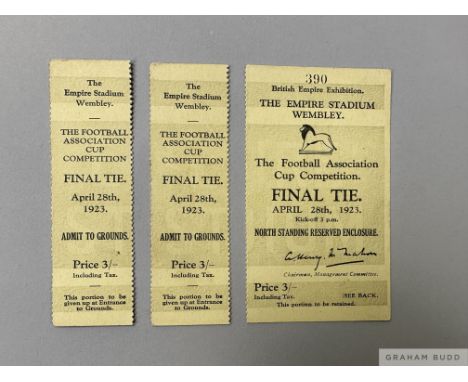 The
Empire Stadium
Wembley.
THE FOOTBALL
ASSOCIATION
CUP
COMPETITION
FINAL TIE.
April 28th,
1923.
ADMIT TO GROUNDS.
Price 3/-
Including Tax.
This portion to be
given up at Entrance
to Grounds.
The
Empire Stadium
Wembley.
THE FOOTBALL
ASSOCIATION
CUP
COMPETITION
FINAL TIE.
April 28th,
1923.
ADMIT TO GROUNDS.
Price 3/-
Including Tax.
This portion to be
given up at Entrance
to Grounds.
390
British Empire Exhibition.
THE EMPIRE STADIUM
WEMBLEY.
The Football Association
Cup Competition.
FINAL TIE.
APRIL 28th, 1923.
Kick-off 3 p.m.
NORTH STANDING RESERVED ENCLOSURE.
Chairman, Management Committee.
Price 3/-
Including Tax. SEE BACK.
This portion to be retained.
GRAHAM BUDD